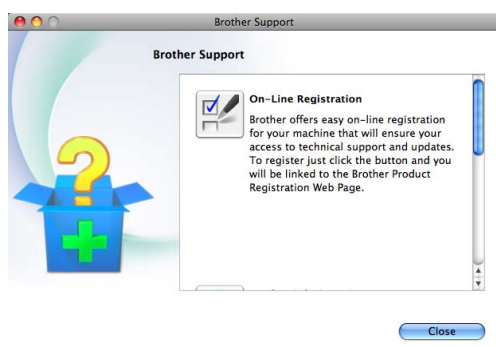 Brother Support
Brother Support
On-Line Registration
Brother offers easy on-line registration
for your machine that will ensure your
access to technical support and updates.
To register just click the button and you
will be linked to the Brother Product
Registration Web Page.
Close